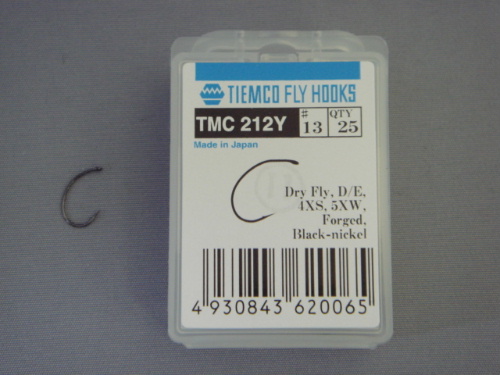 TIEMCO FLY HOOKS
TMC 212Y # 13 QTY 25
Made in Japan
Dry Fly, D/E,
4XS, 5XW,
Forged,
Black-nickel
4 930843 620065